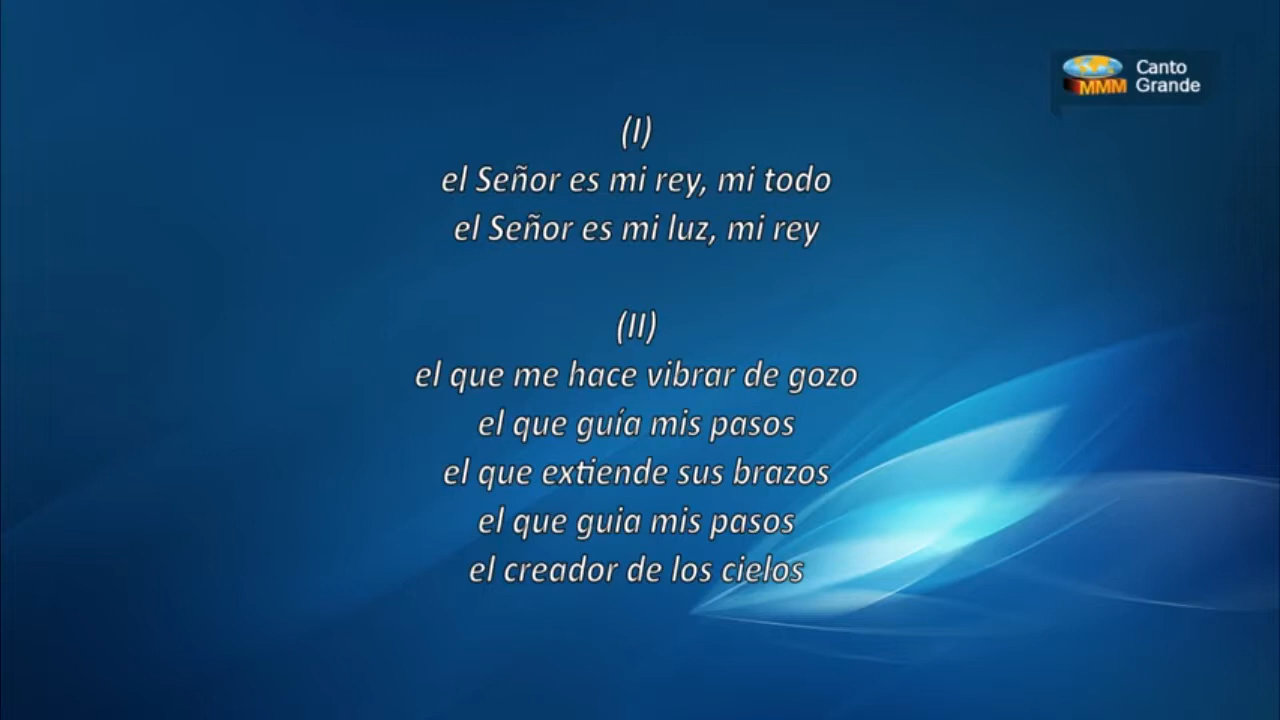 MMM Canto
Grande
(I)
el Señor es mi rey, mi todo
el Señor es mi luz, mi rey
(II)
el que me hace vibrar de gozo
el que guía mis pasos
el que extiende sus brazos
el que guia mis pasos
el creador de los cielos